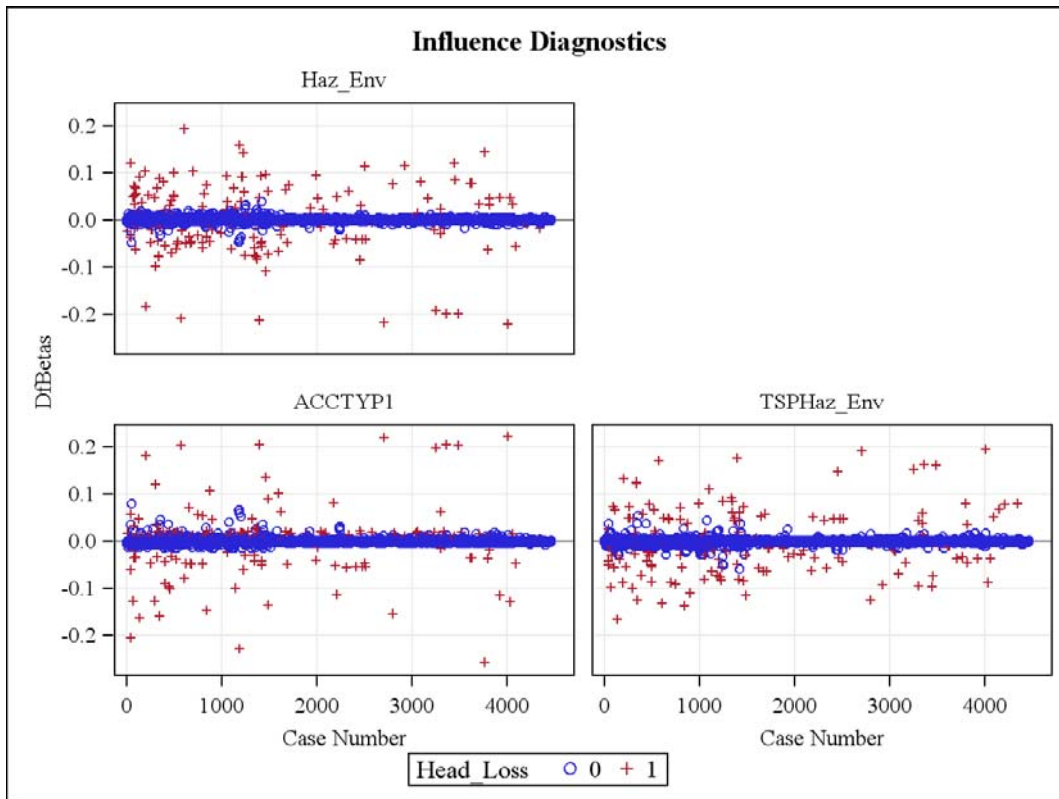 Influence Diagnostics
Haz_Env
0.2
0.1
0.0
-0.1
-0.2
DfBetas
ACCTYP1
TSPHaz_Env
0.2
0.1
0.0
-0.1
-0.2
0 1000 2000 3000 4000
0 1000 2000 3000 4000
Case Number
Case Number
Head_Loss 0 1